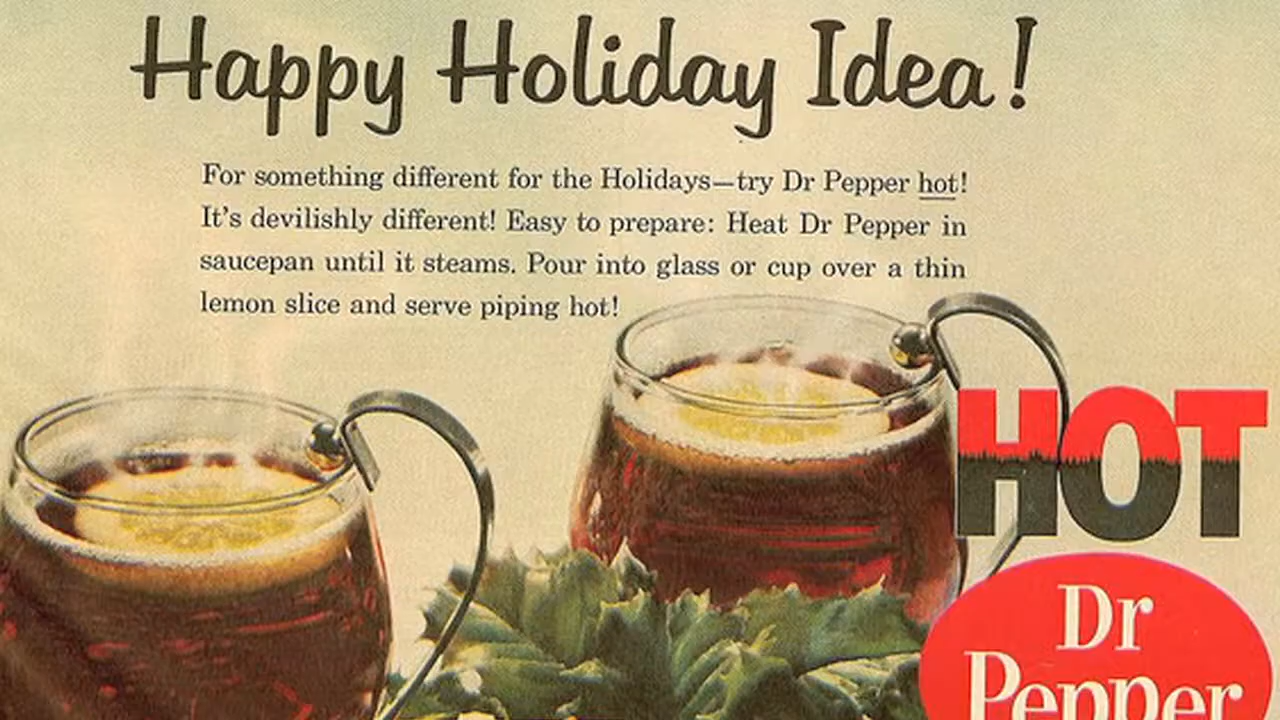 Happy Holiday Idea!
For something different for the Holidays—try Dr Pepper hot!
It's devilishly different! Easy to prepare: Heat Dr Pepper in
saucepan until it steams. Pour into glass or cup over a thin
lemon slice and serve piping hot!
HOT
Dr
Pepper